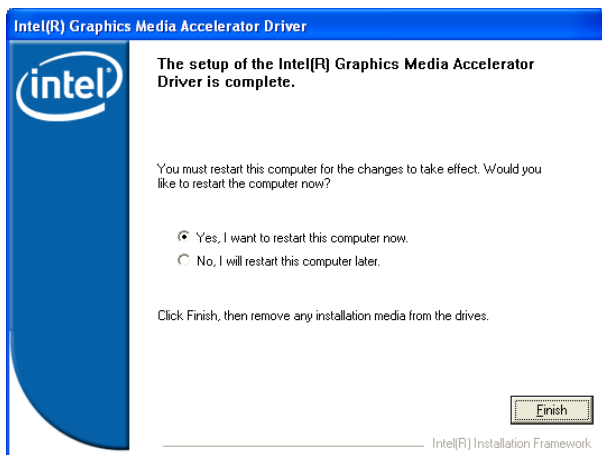 Intel(R) Graphics Media Accelerator Driver
intel
The setup of the Intel(R) Graphics Media Accelerator
Driver is complete.
You must restart this computer for the changes to take effect. Would you
like to restart the computer now?
Yes, I want to restart this computer now.
No, I will restart this computer later.
Click Finish, then remove any installation media from the drives.
Finish
Intel(R) Installation Framework